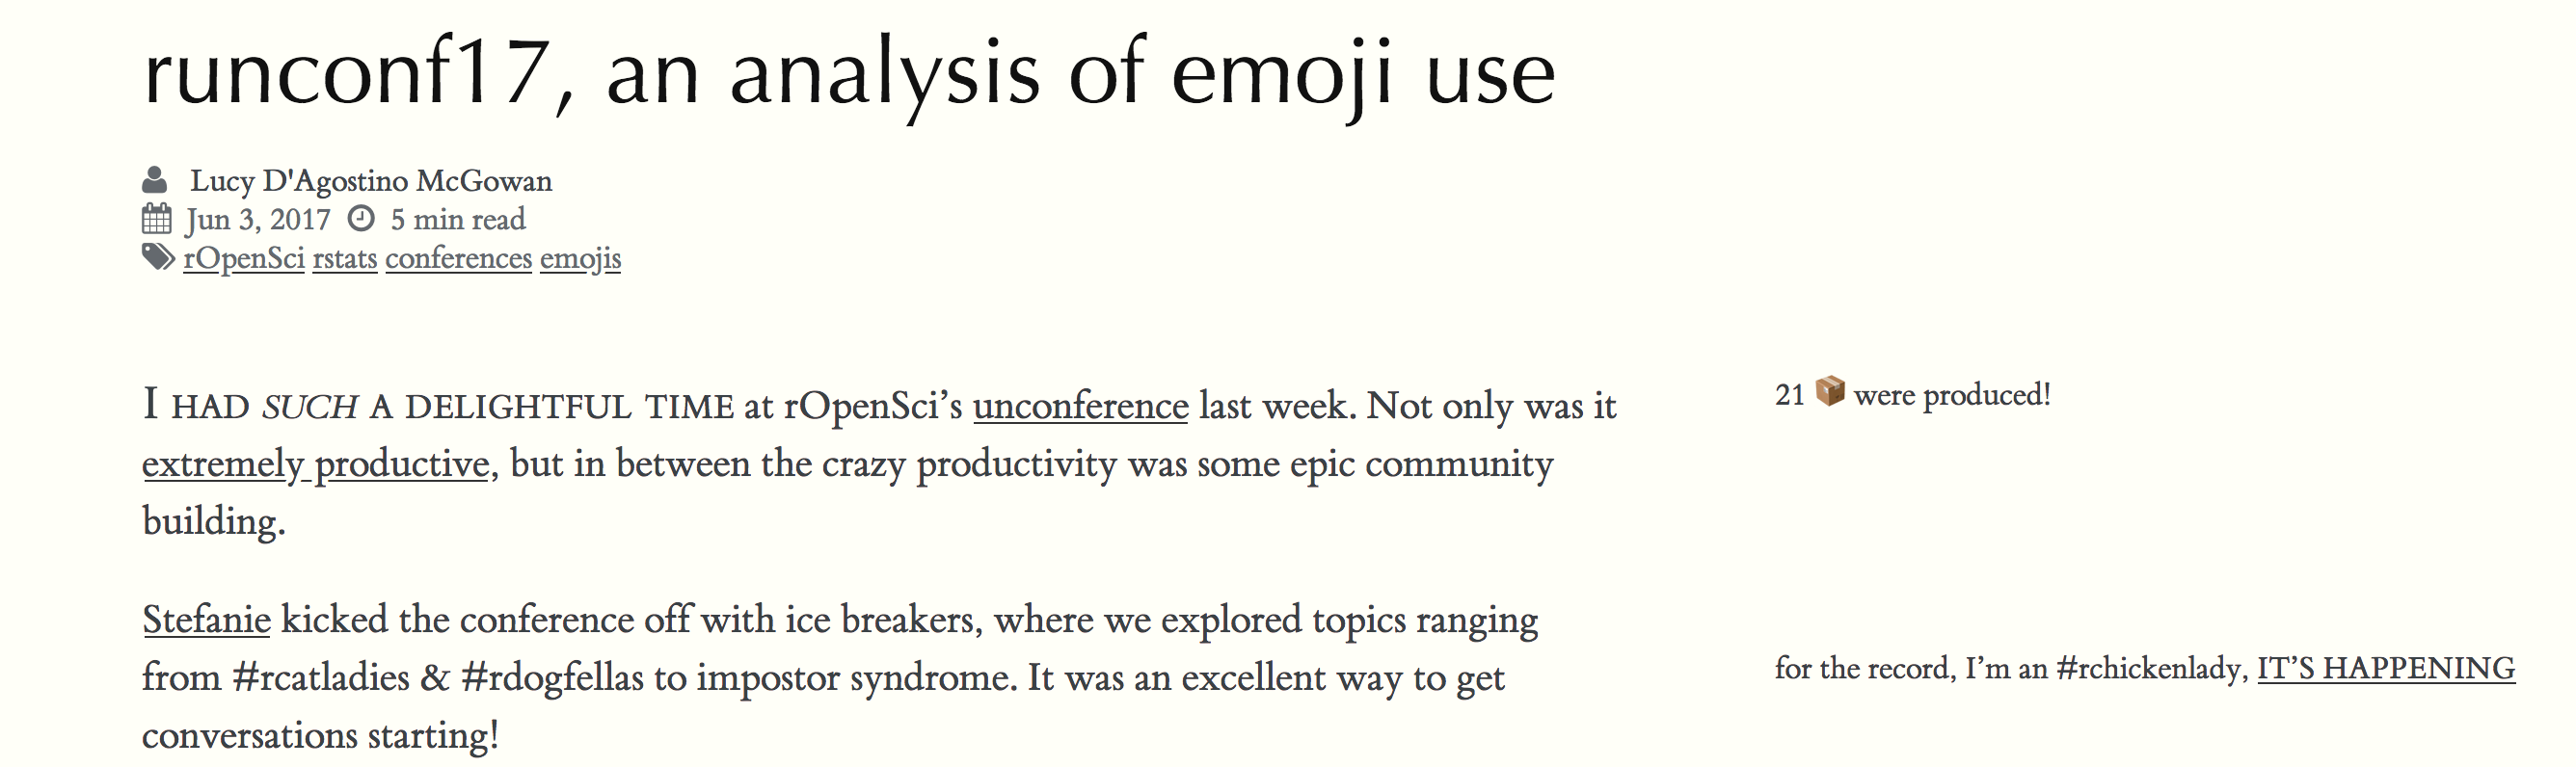 runconf17, an analysis of emoji use
Lucy D'Agostino McGowan
Jun 3, 2017 5 min read
rOpenSci rstats conferences emojis
I HAD SUCH A DELIGHTFUL TIME at rOpenSci’s unconference last week. Not only was it
extremely productive, but in between the crazy productivity was some epic community
building.
21 📦 were produced!
Stefanie kicked the conference off with ice breakers, where we explored topics ranging
from #rcatladies & #rdogfellas to impostor syndrome. It was an excellent way to get
conversations starting!
for the record, I’m an #rchickenlady, IT’S HAPPENING